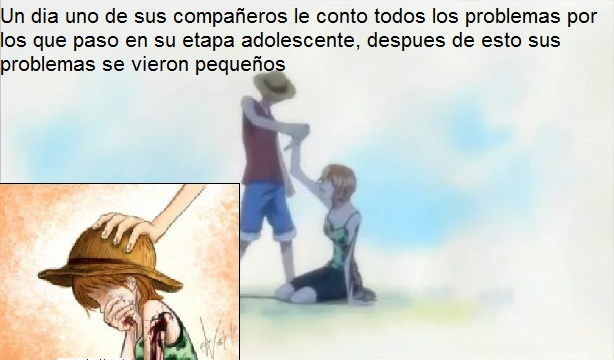 Un dia uno de sus compañeros le conto todos los problemas por
los que paso en su etapa adolescente, despues de esto sus
problemas se vieron pequeños